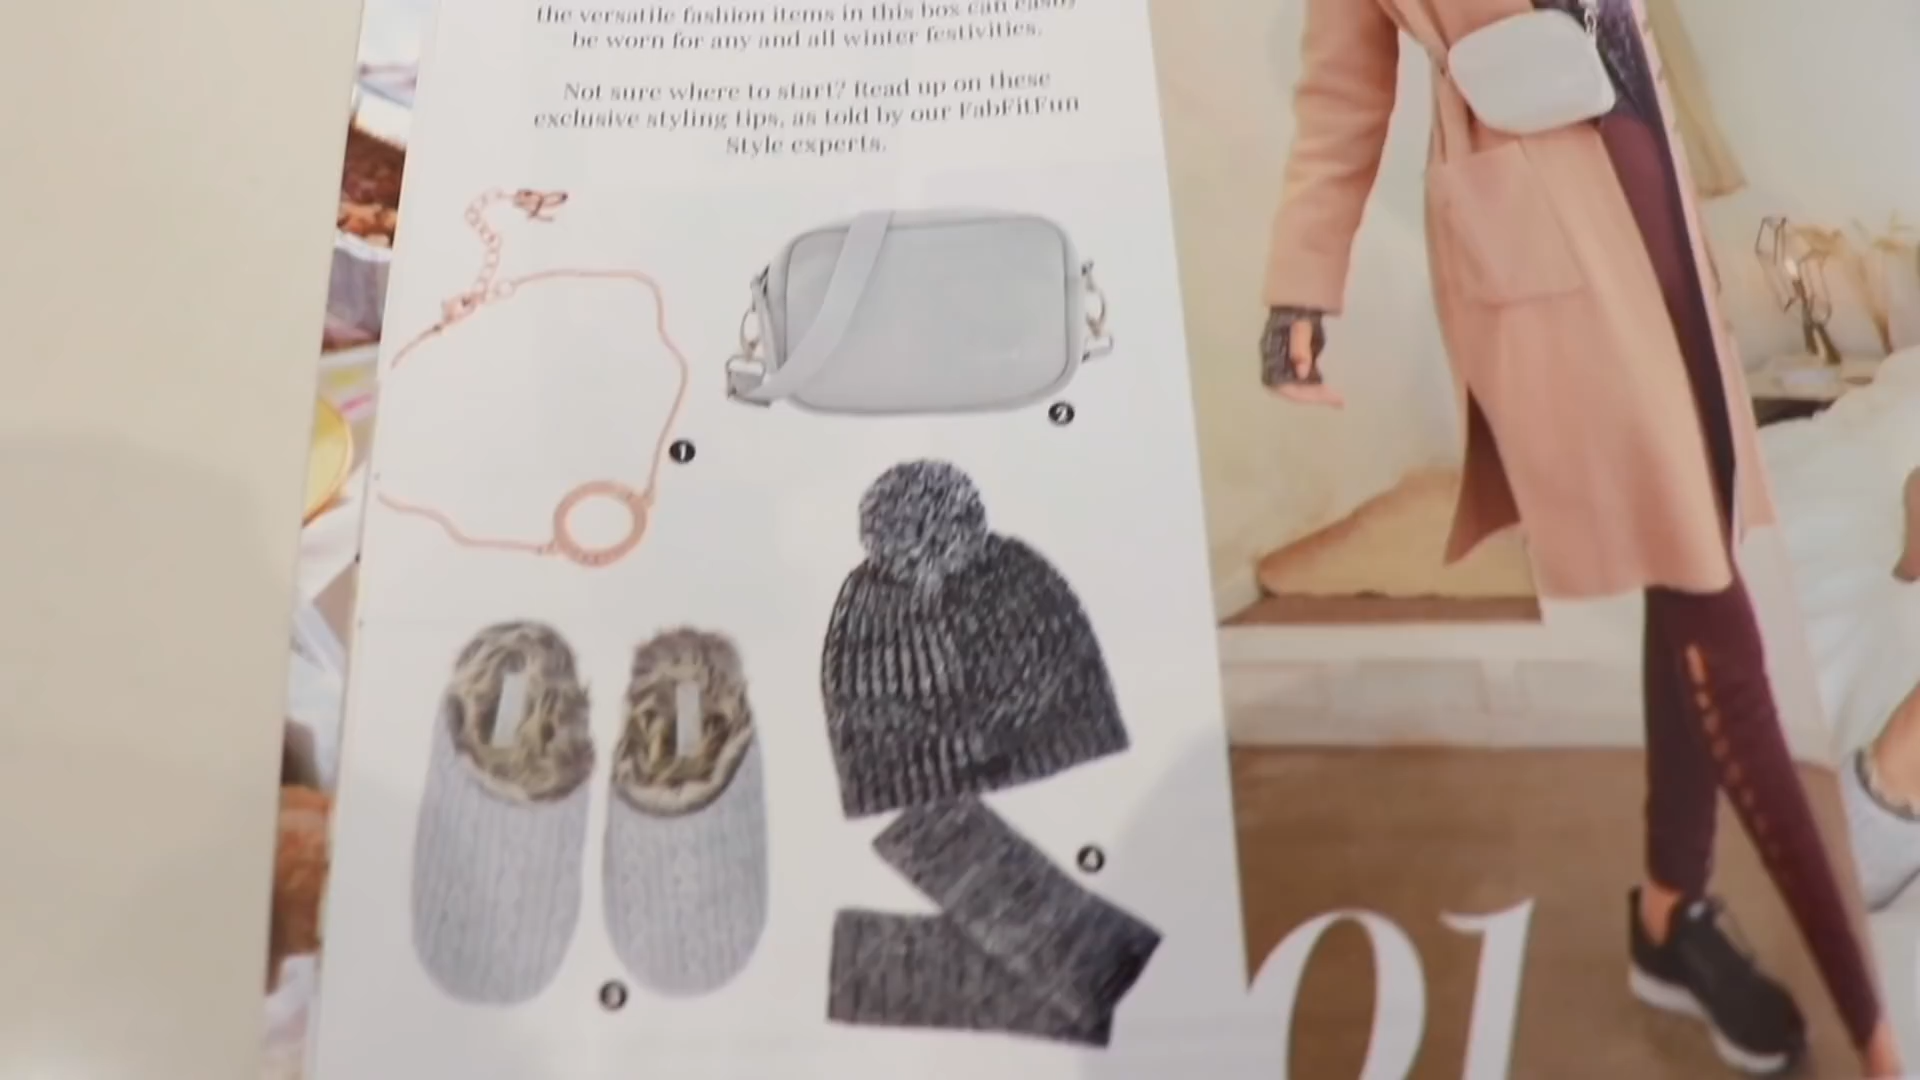 the versatile fashion items in this box can easily
be worn for any and all winter festivities.
Not sure where to start? Read up on these
exclusive styling tips, as told by our FabFitFun
Style experts.
1
2
3
4
01